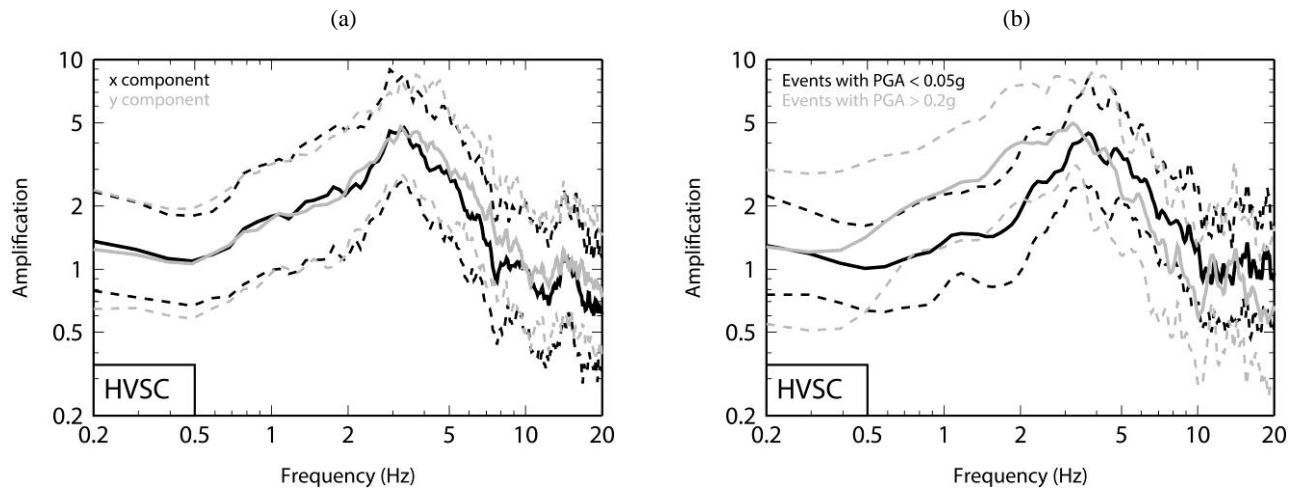 (a)
(b)
x component
y component
10
5
2
1
0.5
0.2
Amplification
HVSC
0.2 0.5 1 2 5 10 20
Frequency (Hz)
Events with PGA < 0.05g
Events with PGA > 0.2g
10
5
2
1
0.5
0.2
Amplification
HVSC
0.2 0.5 1 2 5 10 20
Frequency (Hz)